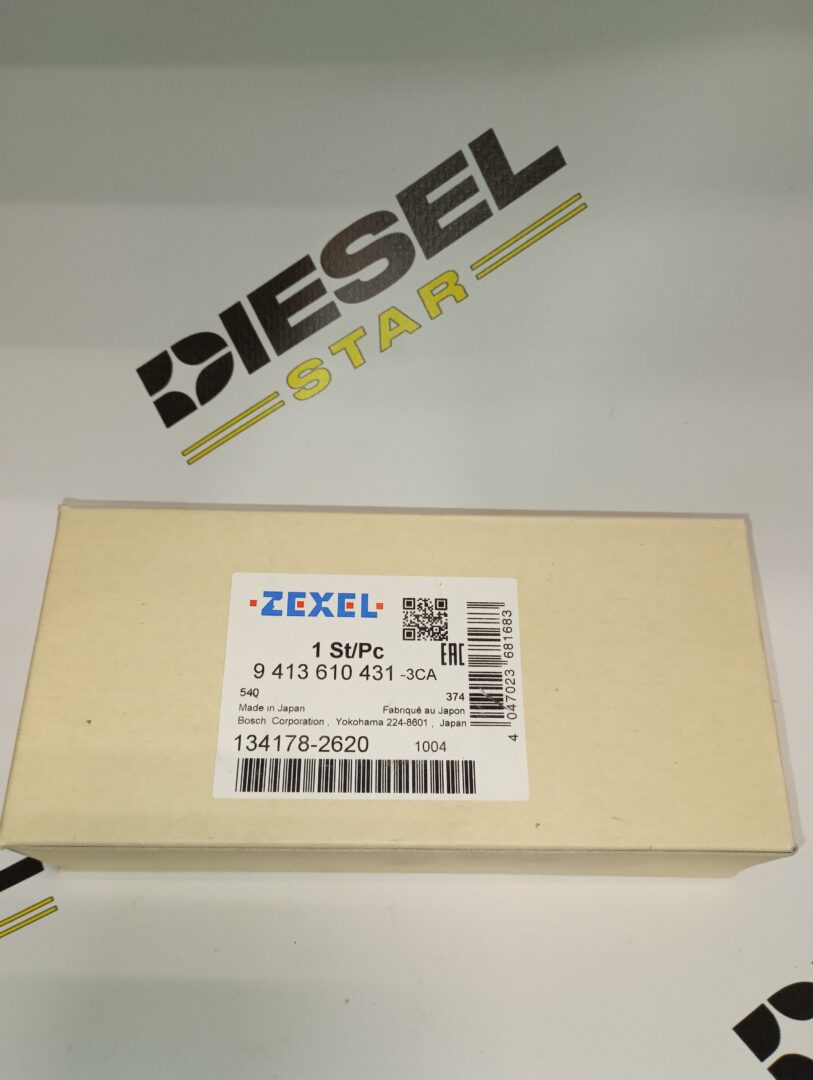 DIESEL
STAR
ZEXEL
1 St/Pc
EAC
9 413 610 431 -3CA
540 374
Made in Japan Fabriqué au Japon
Bosch Corporation , Yokohama 224-8601 , Japan
134178-2620 1004
4 047023 681683